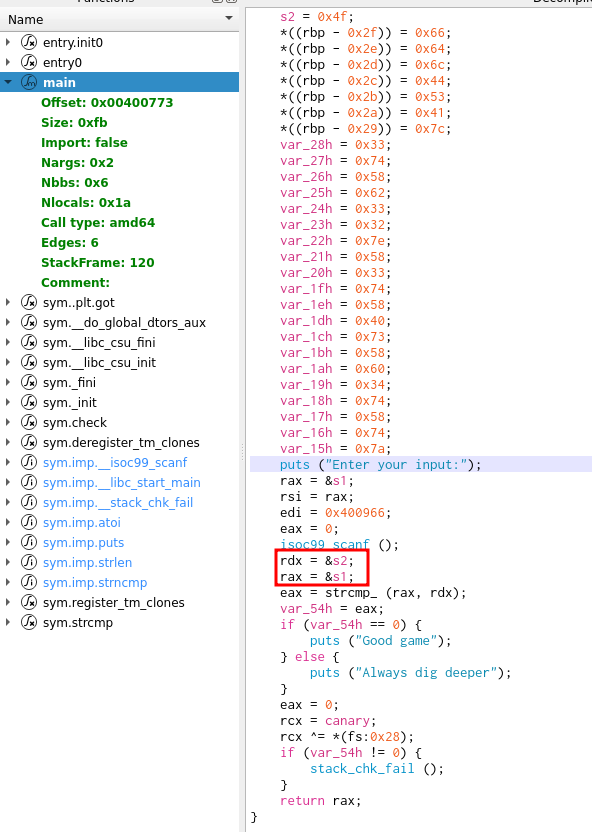 Functions
Decompiler
Name
entry.init0
entry0
main
Offset: 0x00400773
Size: 0xfb
Import: false
Nargs: 0x2
Nbbs: 0x6
Nlocals: 0x1a
Call type: amd64
Edges: 6
StackFrame: 120
Comment:
sym..plt.got
sym.__do_global_dtors_aux
sym.__libc_csu_fini
sym.__libc_csu_init
sym._fini
sym._init
sym.check
sym.deregister_tm_clones
sym.imp.__isoc99_scanf
sym.imp.__libc_start_main
sym.imp.__stack_chk_fail
sym.imp.atoi
sym.imp.puts
sym.imp.strlen
sym.imp.strncmp
sym.register_tm_clones
sym.strcmp
s2 = 0x4f;
*((rbp - 0x2f)) = 0x66;
*((rbp - 0x2e)) = 0x64;
*((rbp - 0x2d)) = 0x6c;
*((rbp - 0x2c)) = 0x44;
*((rbp - 0x2b)) = 0x53;
*((rbp - 0x2a)) = 0x41;
*((rbp - 0x29)) = 0x7c;
var_28h = 0x33;
var_27h = 0x74;
var_26h = 0x58;
var_25h = 0x62;
var_24h = 0x33;
var_23h = 0x32;
var_22h = 0x7e;
var_21h = 0x58;
var_20h = 0x33;
var_1fh = 0x74;
var_1eh = 0x58;
var_1dh = 0x40;
var_1ch = 0x73;
var_1bh = 0x58;
var_1ah = 0x60;
var_19h = 0x34;
var_18h = 0x74;
var_17h = 0x58;
var_16h = 0x74;
var_15h = 0x7a;
puts ("Enter your input:");
rax = &s1;
rsi = rax;
edi = 0x400966;
eax = 0;
isoc99_scanf ();
rdx = &s2;
rax = &s1;
eax = strcmp_ (rax, rdx);
var_54h = eax;
if (var_54h == 0) {
puts ("Good game");
} else {
puts ("Always dig deeper");
}
eax = 0;
rcx = canary;
rcx ^= *(fs:0x28);
if (var_54h != 0) {
stack_chk_fail ();
}
return rax;
}